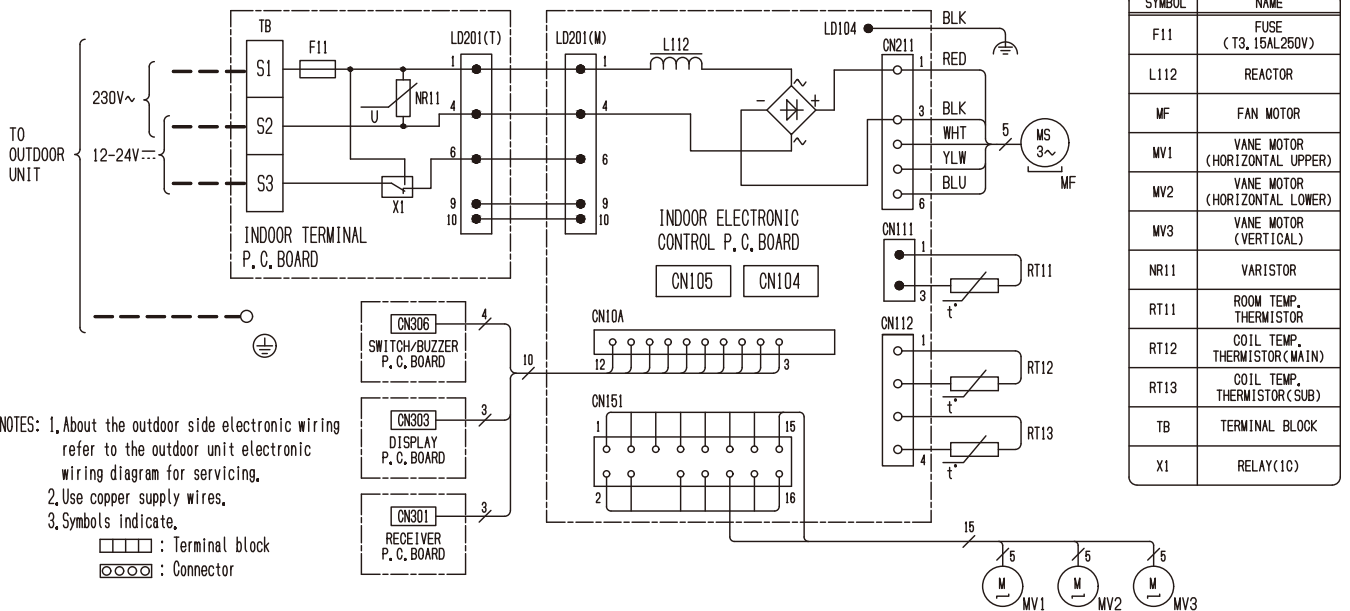 TO
OUTDOOR
UNIT
230V~
12-24V⎓
TB
S1
S2
S3
F11
NR11
U
X1
INDOOR TERMINAL
P.C.BOARD
LD201(T)
1
4
6
9
10
LD201(M)
1
4
6
9
10
L112
LD104
BLK
~
-
+
~
CN211
1
3
6
RED
BLK
WHT
YLW
BLU
5
MS
3~
MF
INDOOR ELECTRONIC
CONTROL P.C.BOARD
CN105
CN104
CN111
1
3
t°
RT11
CN112
1
4
t°
RT12
t°
RT13
CN10A
12
3
10
CN151
1
15
2
16
CN306
4
SWITCH/BUZZER
P.C.BOARD
CN303
3
DISPLAY
P.C.BOARD
CN301
3
RECEIVER
P.C.BOARD
15
5
5
5
M
MV1
M
MV2
M
MV3
NOTES: 1.About the outdoor side electronic wiring
refer to the outdoor unit electronic
wiring diagram for servicing.
2.Use copper supply wires.
3.Symbols indicate.
: Terminal block
: Connector
SYMBOL NAME
F11 FUSE
(T3.15AL250V)
L112 REACTOR
MF FAN MOTOR
MV1 VANE MOTOR
(HORIZONTAL UPPER)
MV2 VANE MOTOR
(HORIZONTAL LOWER)
MV3 VANE MOTOR
(VERTICAL)
NR11 VARISTOR
RT11 ROOM TEMP.
THERMISTOR
RT12 COIL TEMP.
THERMISTOR(MAIN)
RT13 COIL TEMP.
THERMISTOR(SUB)
TB TERMINAL BLOCK
X1 RELAY(1C)